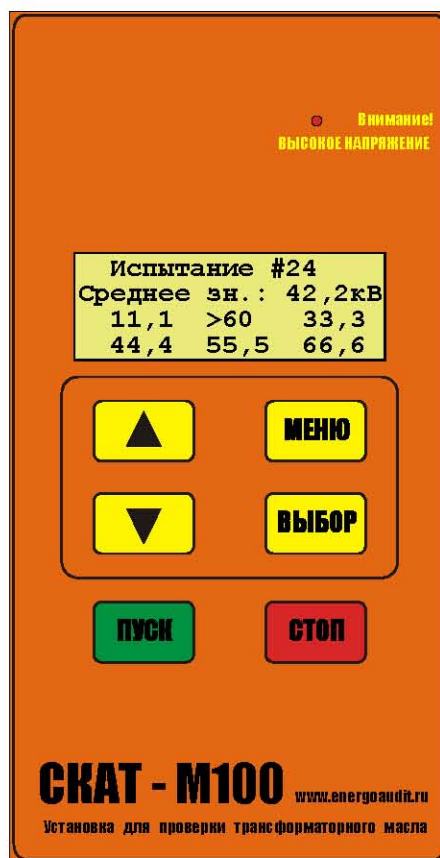 Внимание!
ВЫСОКОЕ НАПРЯЖЕНИЕ
Испытание #24
Среднее зн.: 42,2кВ
11,1 >60 33,3
44,4 55,5 66,6
МЕНЮ
ВЫБОР
ПУСК СТОП
СКАТ - М100 www.energoaudit.ru
Установка для проверки трансформаторного масла